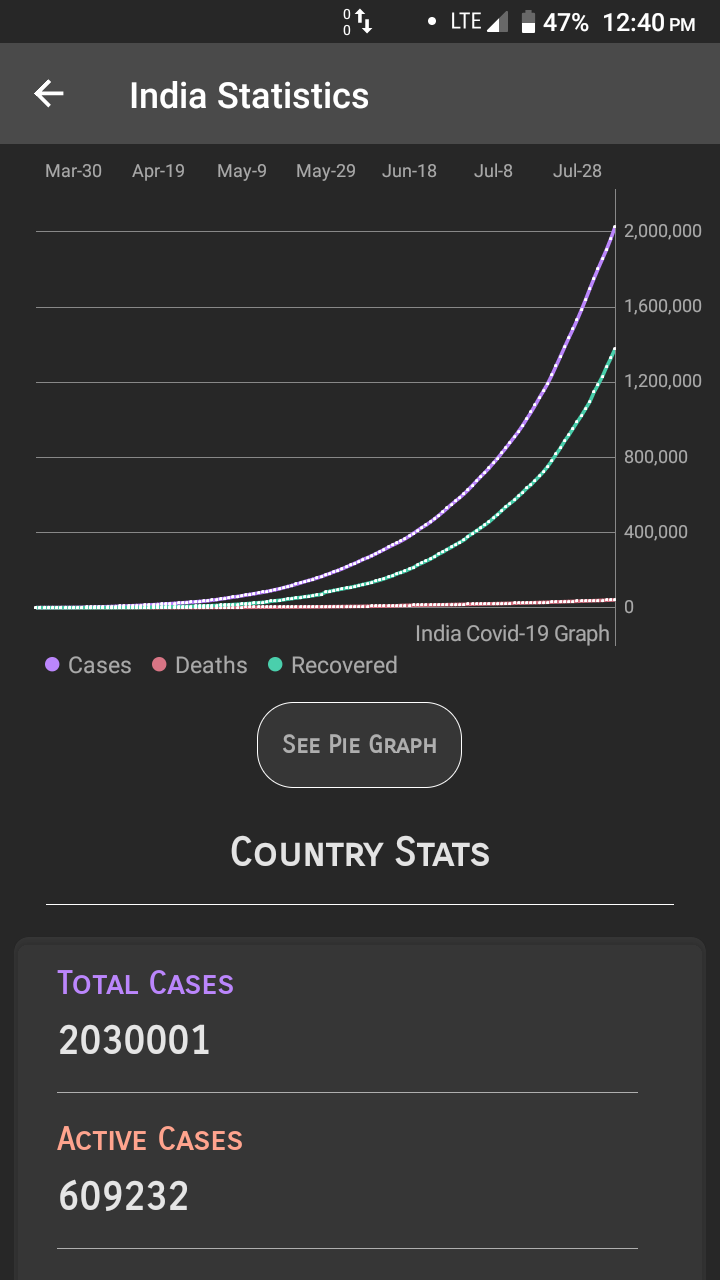 0
0
LTE 47% 12:40 PM
India Statistics
Mar-30 Apr-19 May-9 May-29 Jun-18 Jul-8 Jul-28
2,000,000
1,600,000
1,200,000
800,000
400,000
0
India Covid-19 Graph
Cases Deaths Recovered
See Pie Graph
Country Stats
Total Cases
2030001
Active Cases
609232